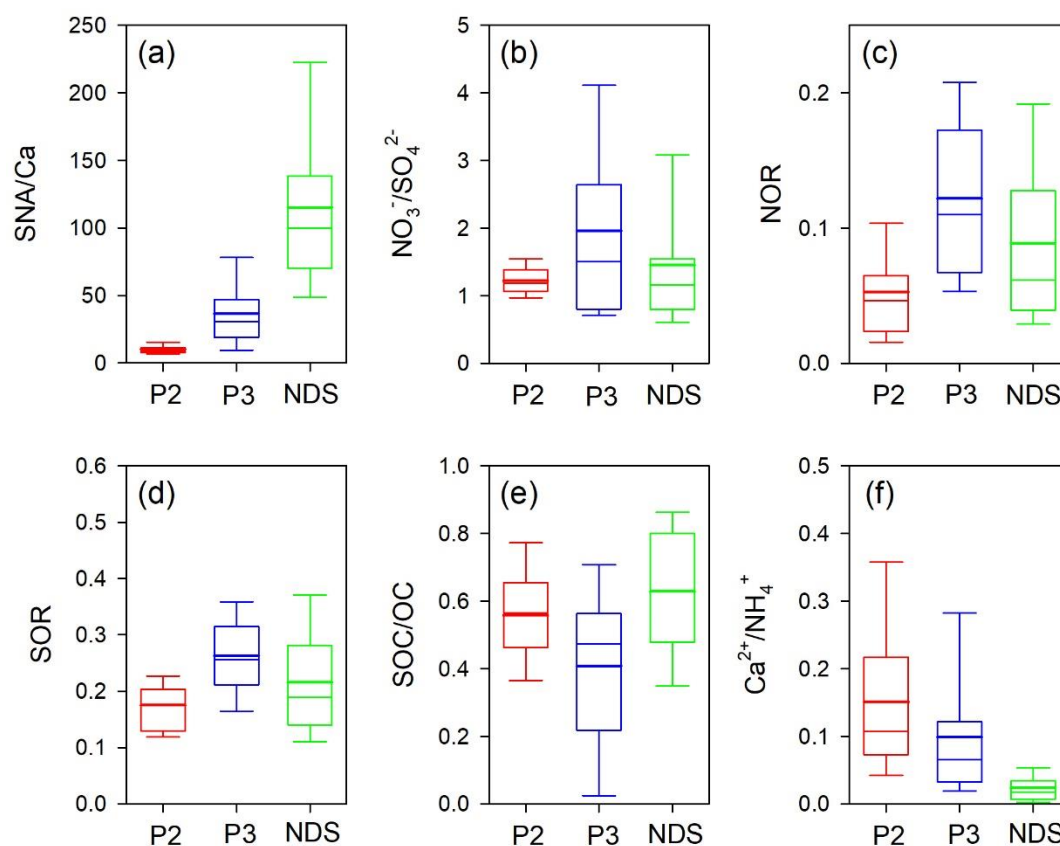 (a)
SNA/Ca
250
200
150
100
50
0
P2 P3 NDS
(b)
NO₃⁻/SO₄²⁻
5
4
3
2
1
0
P2 P3 NDS
(c)
NOR
0.2
0.1
0.0
P2 P3 NDS
(d)
SOR
0.6
0.5
0.4
0.3
0.2
0.1
0.0
P2 P3 NDS
(e)
SOC/OC
1.0
0.8
0.6
0.4
0.2
0.0
P2 P3 NDS
(f)
Ca²⁺/NH₄⁺
0.5
0.4
0.3
0.2
0.1
0.0
P2 P3 NDS